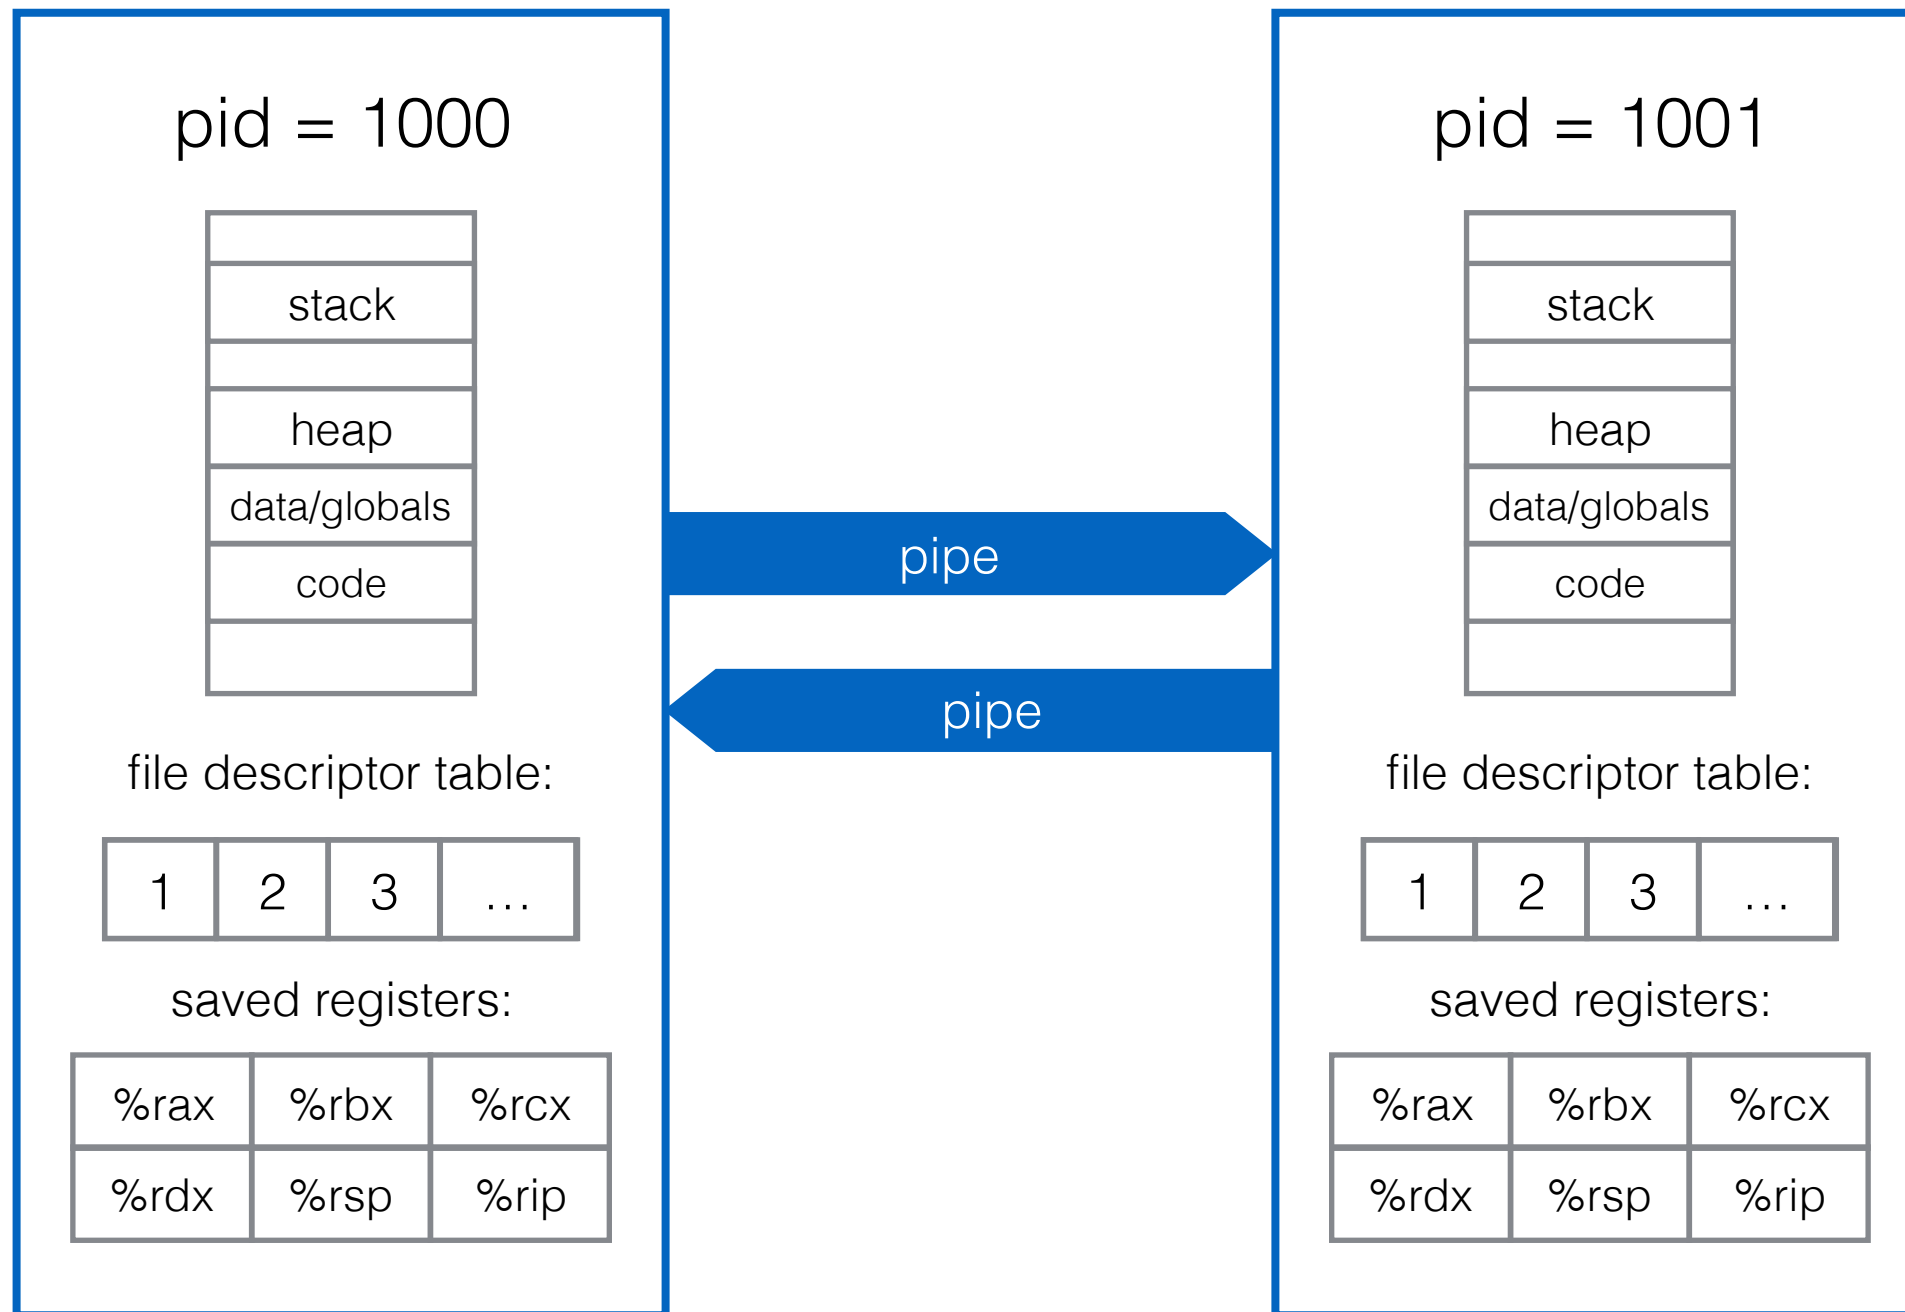 pid = 1000
stack
heap
data/globals
code
file descriptor table:
1 2 3 ...
saved registers:
%rax %rbx %rcx
%rdx %rsp %rip
pipe
pipe
pid = 1001
stack
heap
data/globals
code
file descriptor table:
1 2 3 ...
saved registers:
%rax %rbx %rcx
%rdx %rsp %rip